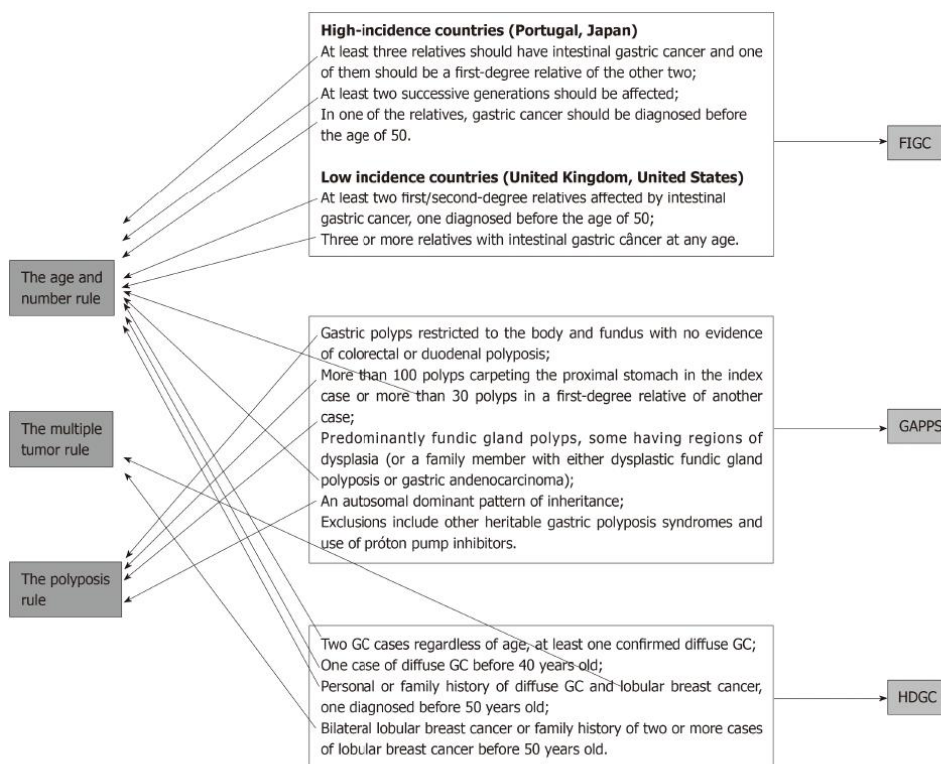 High-incidence countries (Portugal, Japan)
At least three relatives should have intestinal gastric cancer and one
of them should be a first-degree relative of the other two;
At least two successive generations should be affected;
In one of the relatives, gastric cancer should be diagnosed before
the age of 50.
Low incidence countries (United Kingdom, United States)
At least two first/second-degree relatives affected by intestinal
gastric cancer, one diagnosed before the age of 50;
Three or more relatives with intestinal gastric câncer at any age.
FIGC
The age and
number rule
The multiple
tumor rule
The polyposis
rule
Gastric polyps restricted to the body and fundus with no evidence
of colorectal or duodenal polyposis;
More than 100 polyps carpeting the proximal stomach in the index
case or more than 30 polyps in a first-degree relative of another
case;
Predominantly fundic gland polyps, some having regions of
dysplasia (or a family member with either dysplastic fundic gland
polyposis or gastric andenocarcinoma);
An autosomal dominant pattern of inheritance;
Exclusions include other heritable gastric polyposis syndromes and
use of próton pump inhibitors.
GAPPS
Two GC cases regardless of age, at least one confirmed diffuse GC;
One case of diffuse GC before 40 years old;
Personal or family history of diffuse GC and lobular breast cancer,
one diagnosed before 50 years old;
Bilateral lobular breast cancer or family history of two or more cases
of lobular breast cancer before 50 years old.
HDGC